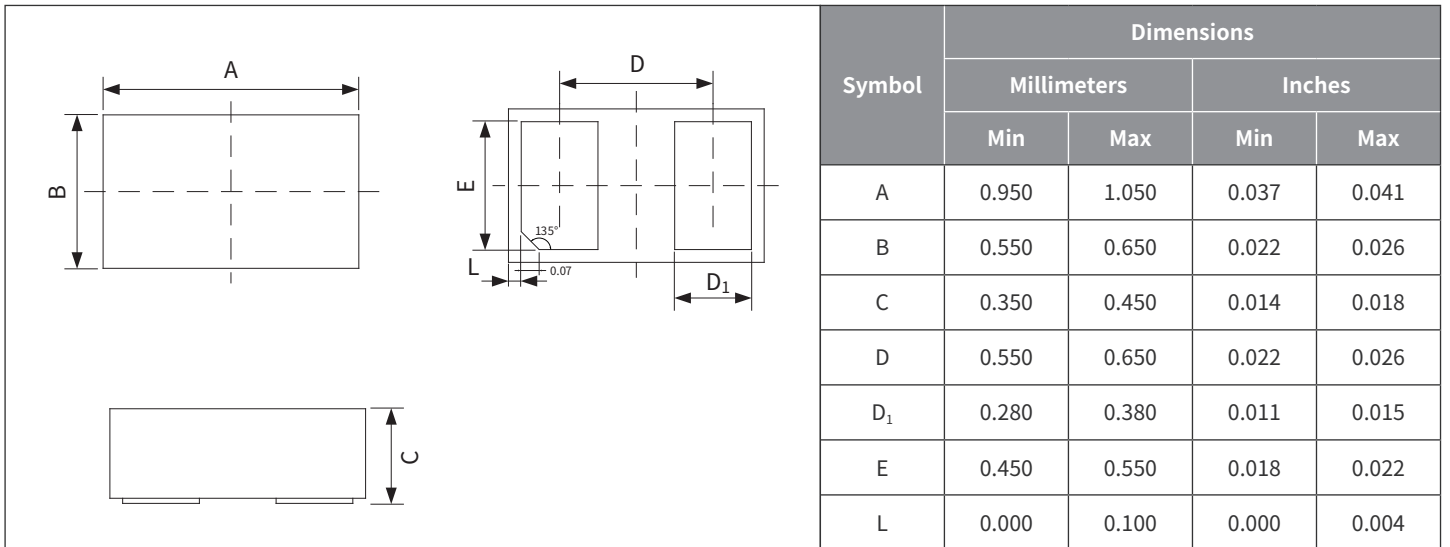 A
B
D
E
135°
L
0.07
D₁
C
Symbol
Dimensions
Millimeters Inches
Min Max Min Max
A 0.950 1.050 0.037 0.041
B 0.550 0.650 0.022 0.026
C 0.350 0.450 0.014 0.018
D 0.550 0.650 0.022 0.026
D₁ 0.280 0.380 0.011 0.015
E 0.450 0.550 0.018 0.022
L 0.000 0.100 0.000 0.004